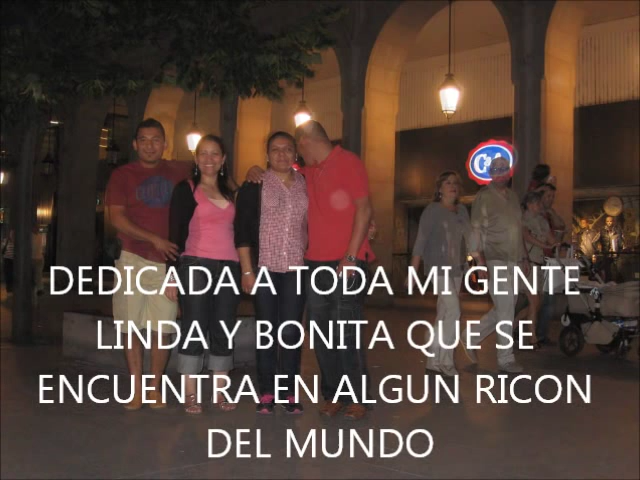 DEDICADA A TODA MI GENTE
LINDA Y BONITA QUE SE
ENCUENTRA EN ALGUN RICON
DEL MUNDO